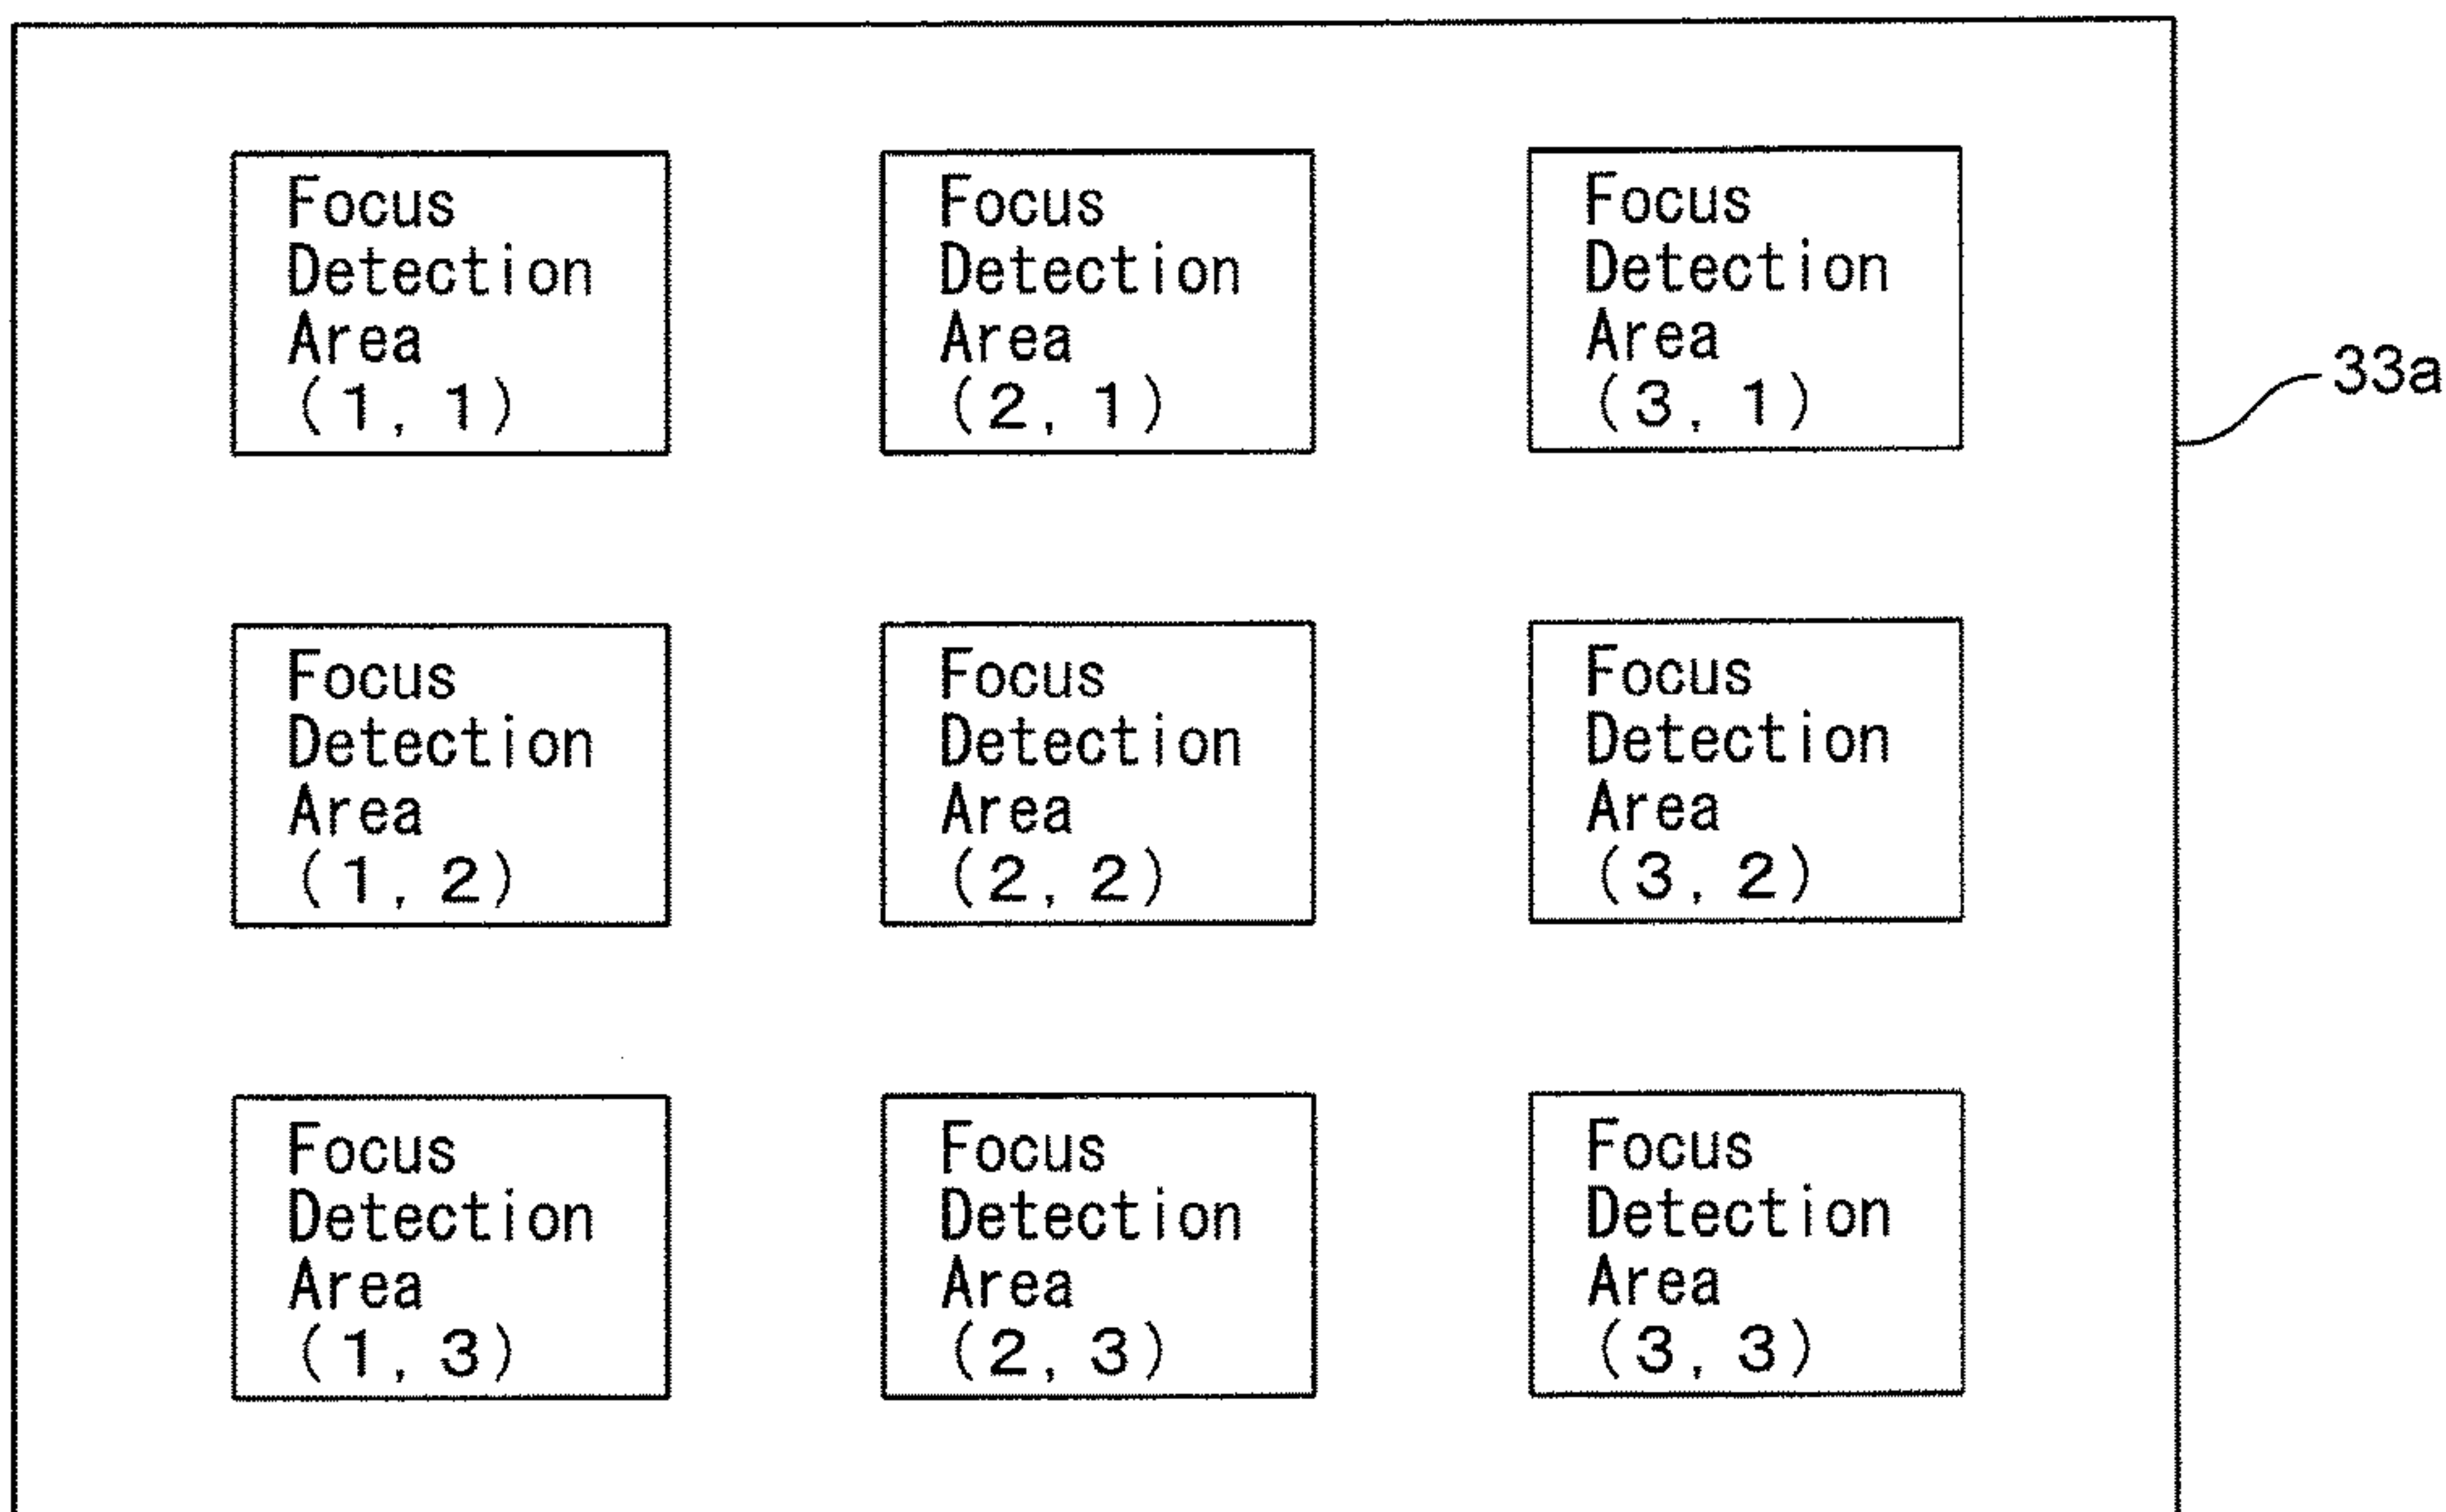 Focus
Detection
Area
(1, 1)
Focus
Detection
Area
(2, 1)
Focus
Detection
Area
(3, 1)
33a
Focus
Detection
Area
(1, 2)
Focus
Detection
Area
(2, 2)
Focus
Detection
Area
(3, 2)
Focus
Detection
Area
(1, 3)
Focus
Detection
Area
(2, 3)
Focus
Detection
Area
(3, 3)